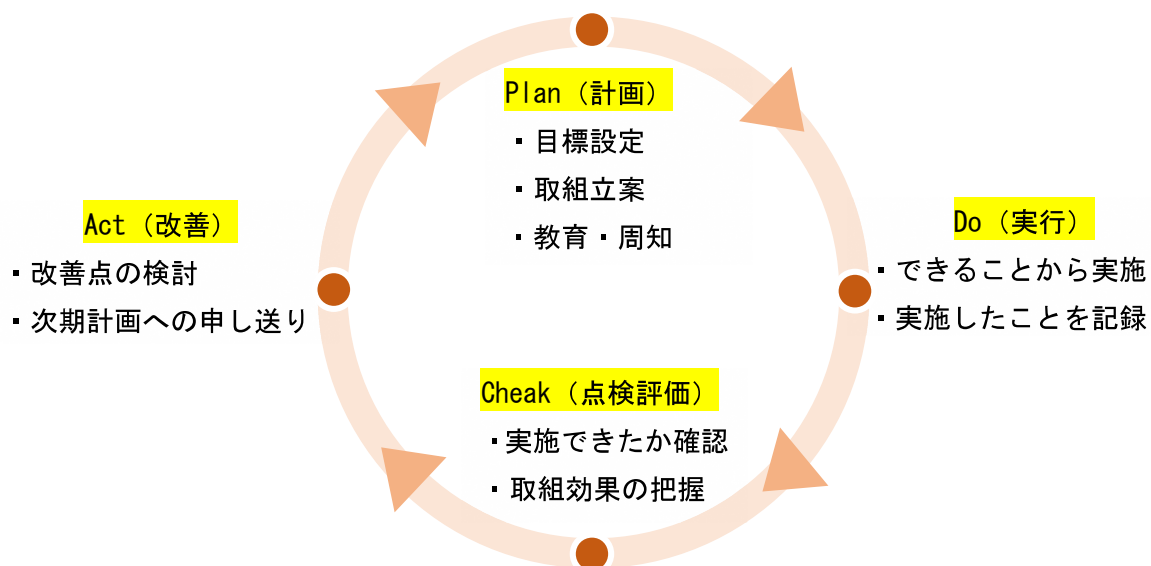 Plan（計画）
・目標設定
・取組立案
・教育・周知
Do（実行）
・できることから実施
・実施したことを記録
Cheak（点検評価）
・実施できたか確認
・取組効果の把握
Act（改善）
・改善点の検討
・次期計画への申し送り